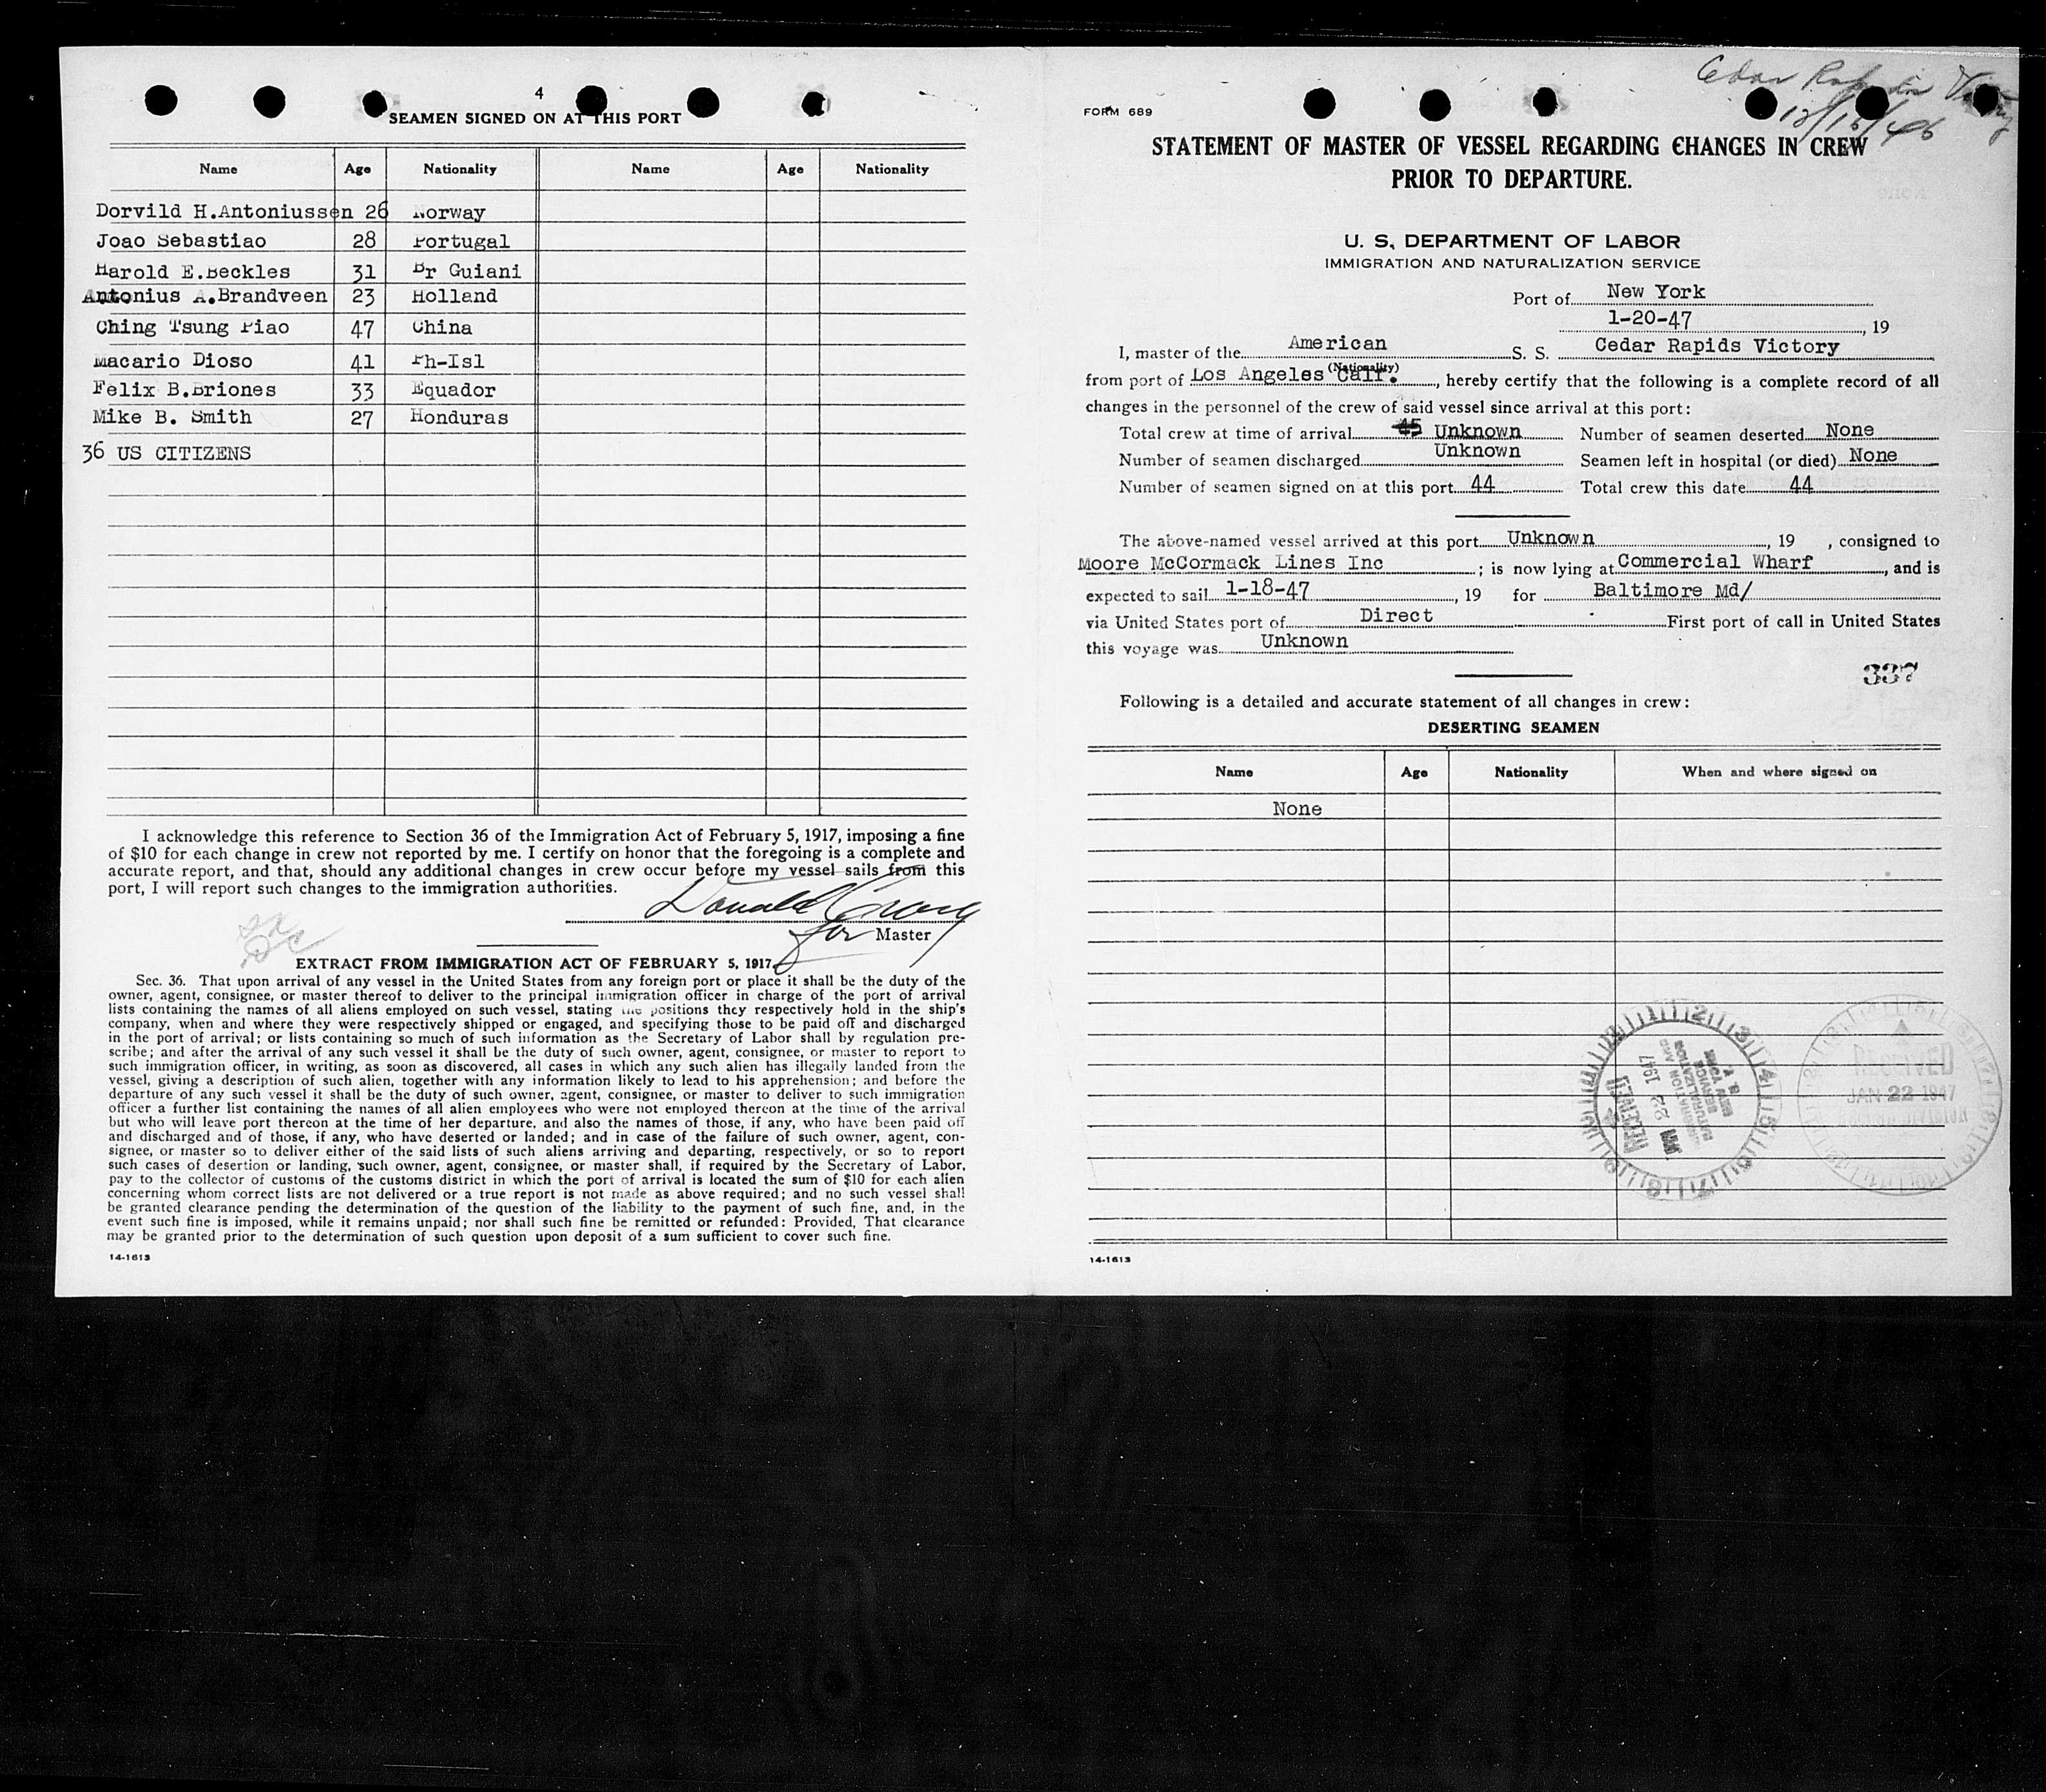 4
SEAMEN SIGNED ON AT THIS PORT
Name Age Nationality Name Age Nationality
Dorvild H.Antoniussen 26 Norway
Joao Sebastiao 28 Portugal
Harold E.Beckles 31 Br Guiani
Antonius A.Brandveen 23 Holland
Ching Tsung Piao 47 China
Macario Dioso 41 Ph-Isl
Felix B.Briones 33 Equador
Mike B. Smith 27 Honduras
36 US CITIZENS
I acknowledge this reference to Section 36 of the Immigration Act of February 5, 1917, imposing a fine
of $10 for each change in crew not reported by me. I certify on honor that the foregoing is a complete and
accurate report, and that, should any additional changes in crew occur before my vessel sails from this
port, I will report such changes to the immigration authorities.
Donald
for Master
EXTRACT FROM IMMIGRATION ACT OF FEBRUARY 5, 1917.
Sec. 36. That upon arrival of any vessel in the United States from any foreign port or place it shall be the duty of the
owner, agent, consignee, or master thereof to deliver to the principal immigration officer in charge of the port of arrival
lists containing the names of all aliens employed on such vessel, stating the positions they respectively hold in the ship's
company, when and where they were respectively shipped or engaged, and specifying those to be paid off and discharged
in the port of arrival; or lists containing so much of such information as the Secretary of Labor shall by regulation pre-
scribe; and after the arrival of any such vessel it shall be the duty of such owner, agent, consignee, or master to report to
such immigration officer, in writing, as soon as discovered, all cases in which any such alien has illegally landed from the
vessel, giving a description of such alien, together with any information likely to lead to his apprehension; and before the
departure of any such vessel it shall be the duty of such owner, agent, consignee, or master to deliver to such immigration
officer a further list containing the names of all alien employees who were not employed thereon at the time of the arrival
but who will leave port thereon at the time of her departure, and also the names of those, if any, who have been paid off
and discharged and of those, if any, who have deserted or landed; and in case of the failure of such owner, agent, con-
signee, or master so to deliver either of the said lists of such aliens arriving and departing, respectively, or so to report
such cases of desertion or landing, such owner, agent, consignee, or master shall, if required by the Secretary of Labor,
pay to the collector of customs of the customs district in which the port of arrival is located the sum of $10 for each alien
concerning whom correct lists are not delivered or a true report is not made as above required; and no such vessel shall
be granted clearance pending the determination of the question of the liability to the payment of such fine, and, in the
event such fine is imposed, while it remains unpaid; nor shall such fine be remitted or refunded: Provided, That clearance
may be granted prior to the determination of such question upon deposit of a sum sufficient to cover such fine.
14-1613
Cedar Rapids Victory
12/16/46
FORM 689
STATEMENT OF MASTER OF VESSEL REGARDING CHANGES IN CREW
PRIOR TO DEPARTURE.
U. S. DEPARTMENT OF LABOR
IMMIGRATION AND NATURALIZATION SERVICE
Port of New York
1-20-47, 19
I, master of the American S. S. Cedar Rapids Victory
(Nationality)
from port of Los Angeles Calf., hereby certify that the following is a complete record of all
changes in the personnel of the crew of said vessel since arrival at this port:
Total crew at time of arrival 45 Unknown Number of seamen deserted None
Number of seamen discharged Unknown Seamen left in hospital (or died) None
Number of seamen signed on at this port 44 Total crew this date 44
The above-named vessel arrived at this port Unknown, 19 , consigned to
Moore McCormack Lines Inc; is now lying at Commercial Wharf, and is
expected to sail 1-18-47, 19 for Baltimore Md/
via United States port of Direct First port of call in United States
this voyage was Unknown
337
Following is a detailed and accurate statement of all changes in crew:
DESERTING SEAMEN
Name Age Nationality When and where signed on
None
RECEIVED
JAN 22 1947
IMMIGRATION AND
NATURALIZATION
SERVICE
NEW YORK
N. Y.
RECEIVED
JAN 22 1947
14-1613